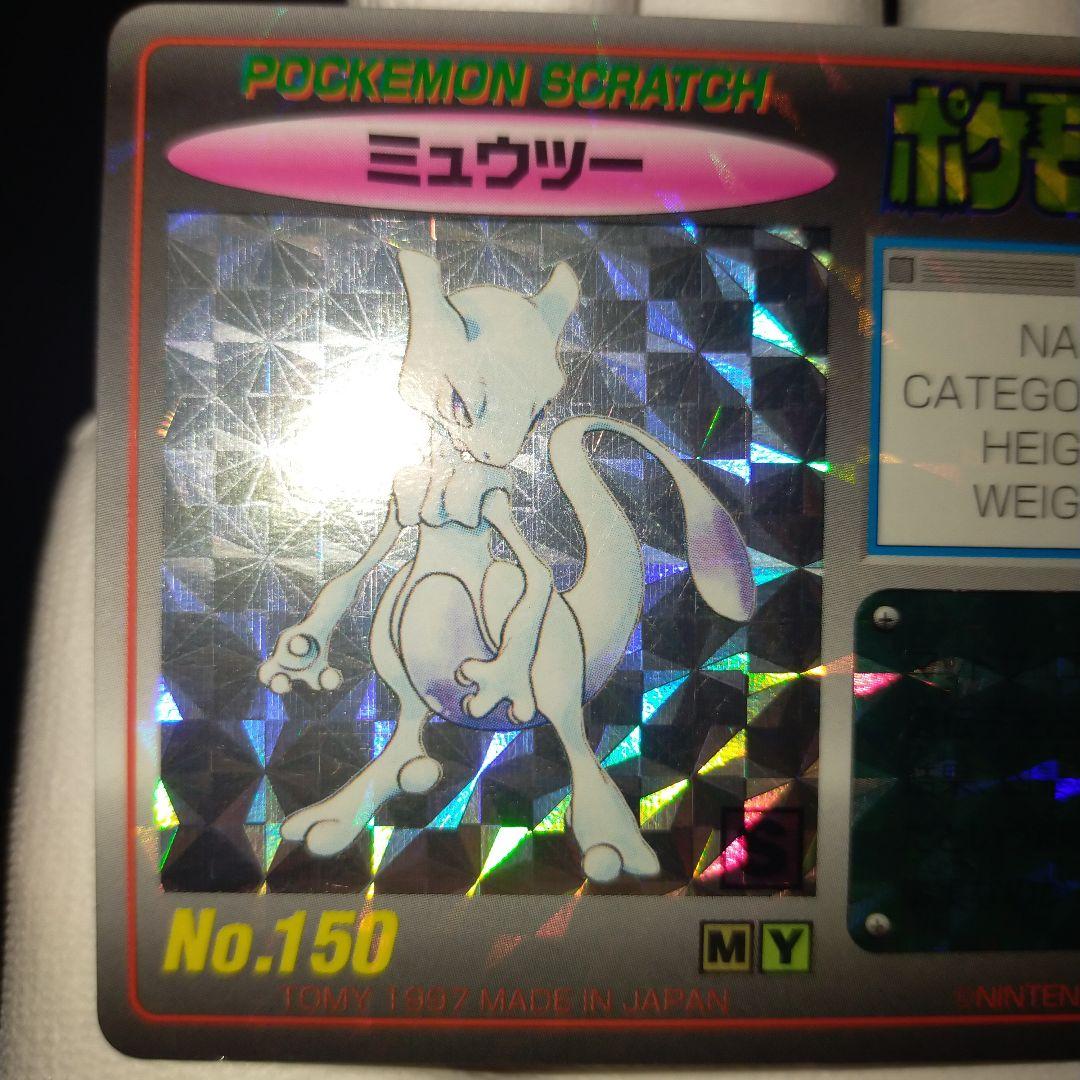 POCKEMON SCRATCH
ミュウツー
ポケモ
NA
CATEGO
HEIG
WEIG
S
No.150
M Y
TOMY 1997 MADE IN JAPAN
©NINTEN